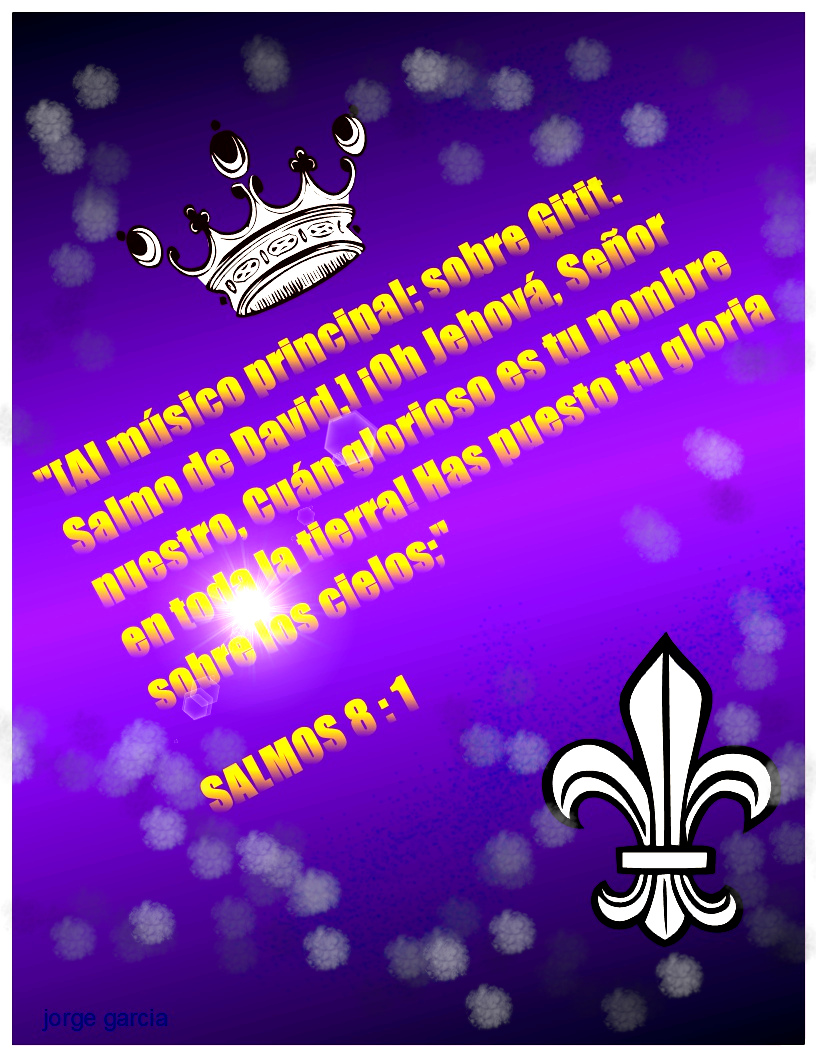 "[Al músico principal; sobre Gitit.
Salmo de David.] ¡Oh Jehová, Señor
nuestro, Cuán glorioso es tu nombre
en toda la tierra! Has puesto tu gloria
sobre los cielos;"
SALMOS 8 : 1
jorge garcia